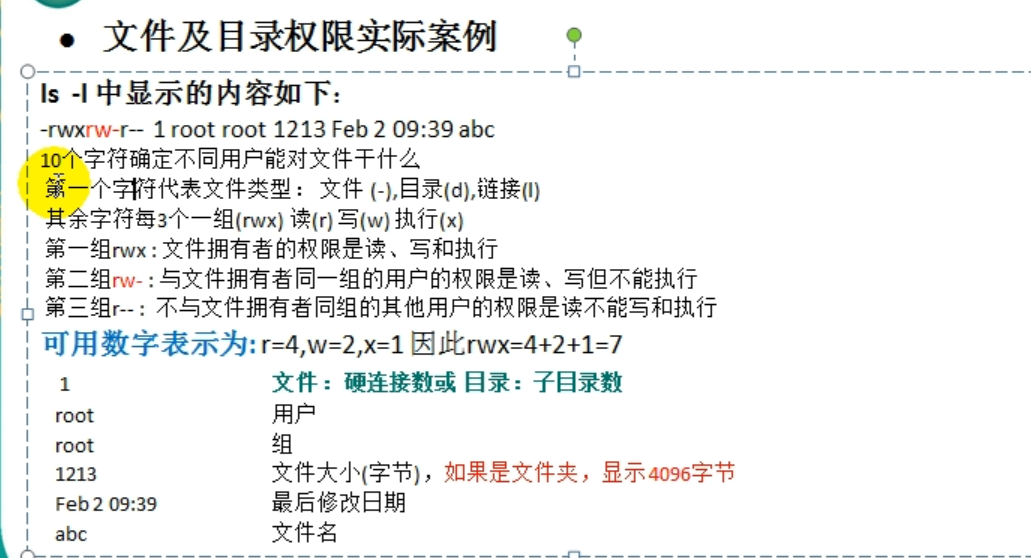 ● 文件及目录权限实际案例
ls -l 中显示的内容如下：
-rwxrw-r-- 1 root root 1213 Feb 2 09:39 abc
10个字符确定不同用户能对文件干什么
第一个字符代表文件类型： 文件 (-),目录(d),链接(l)
其余字符每3个一组(rwx) 读(r) 写(w) 执行(x)
第一组rwx : 文件拥有者的权限是读、写和执行
第二组rw- : 与文件拥有者同一组的用户的权限是读、写但不能执行
第三组r-- : 不与文件拥有者同组的其他用户的权限是读不能写和执行
可用数字表示为: r=4,w=2,x=1 因此rwx=4+2+1=7
1 文件：硬连接数或 目录：子目录数
root 用户
root 组
1213 文件大小(字节)，如果是文件夹，显示4096字节
Feb 2 09:39 最后修改日期
abc 文件名